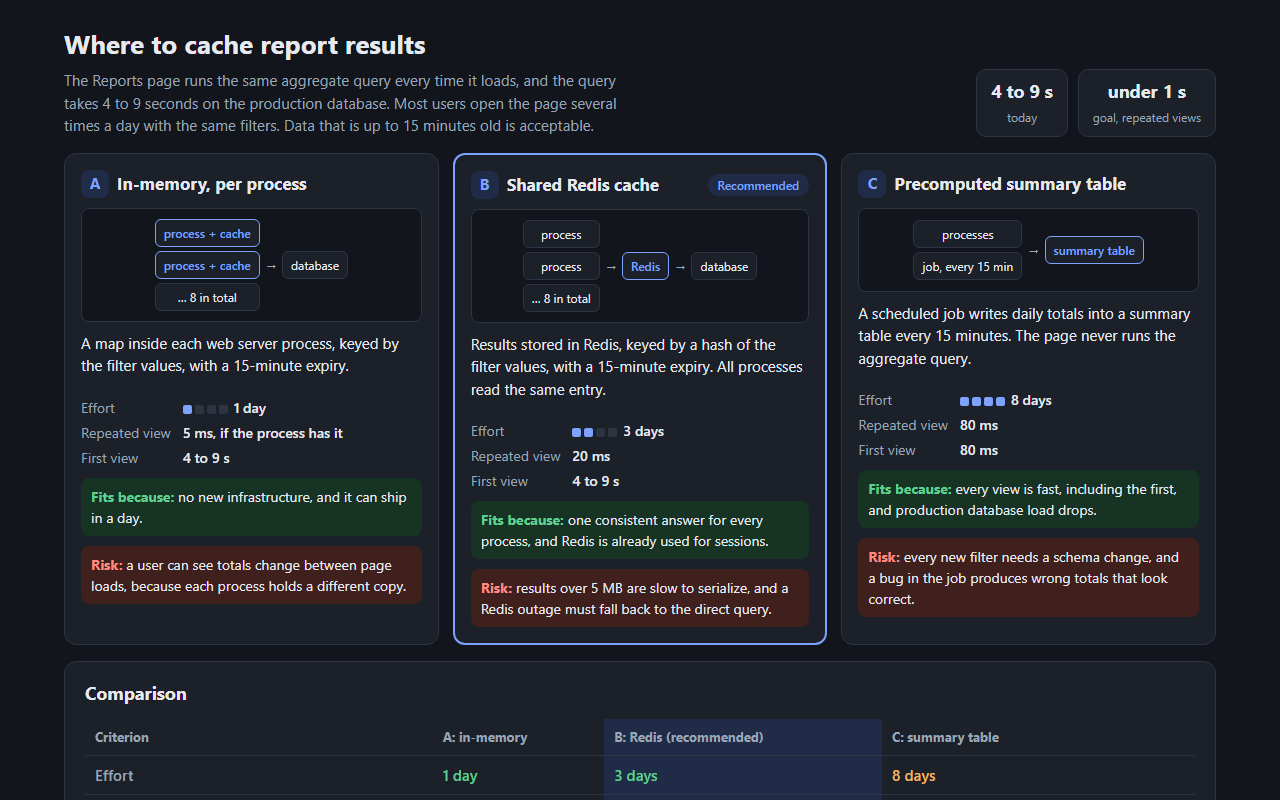 Where to cache report results
The Reports page runs the same aggregate query every time it loads, and the query
takes 4 to 9 seconds on the production database. Most users open the page several
times a day with the same filters. Data that is up to 15 minutes old is acceptable.
4 to 9 s
today
under 1 s
goal, repeated views
A In-memory, per process
process + cache
process + cache → database
... 8 in total
A map inside each web server process, keyed by
the filter values, with a 15-minute expiry.
Effort 1 day
Repeated view 5 ms, if the process has it
First view 4 to 9 s
Fits because: no new infrastructure, and it can ship
in a day.
Risk: a user can see totals change between page
loads, because each process holds a different copy.
B Shared Redis cache Recommended
process
process → Redis → database
... 8 in total
Results stored in Redis, keyed by a hash of the
filter values, with a 15-minute expiry. All processes
read the same entry.
Effort 3 days
Repeated view 20 ms
First view 4 to 9 s
Fits because: one consistent answer for every
process, and Redis is already used for sessions.
Risk: results over 5 MB are slow to serialize, and a
Redis outage must fall back to the direct query.
C Precomputed summary table
processes
job, every 15 min → summary table
A scheduled job writes daily totals into a summary
table every 15 minutes. The page never runs the
aggregate query.
Effort 8 days
Repeated view 80 ms
First view 80 ms
Fits because: every view is fast, including the first,
and production database load drops.
Risk: every new filter needs a schema change, and
a bug in the job produces wrong totals that look
correct.
Comparison
Criterion A: in-memory B: Redis (recommended) C: summary table
Effort 1 day 3 days 8 days